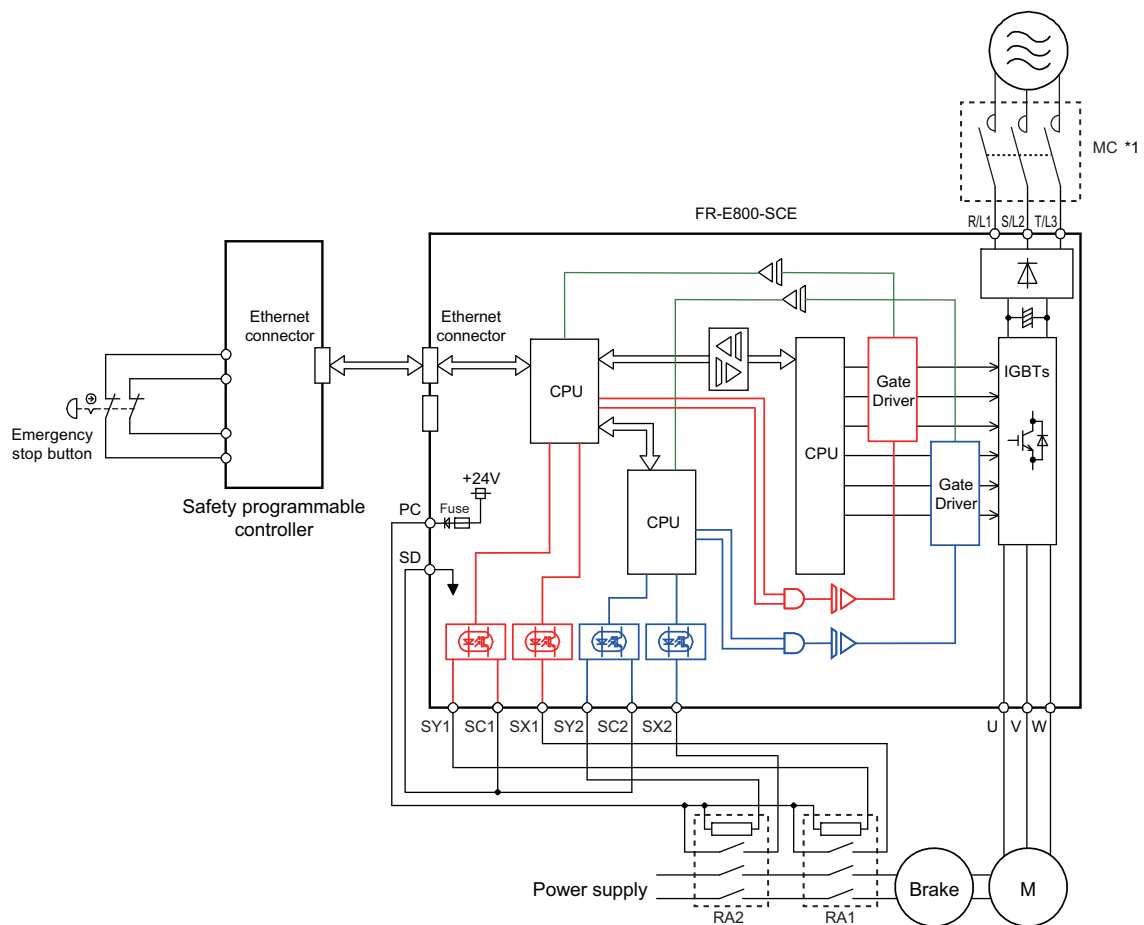 MC *1
FR-E800-SCE
R/L1 S/L2 T/L3
Ethernet
connector
Ethernet
connector
CPU
Gate
Driver
IGBTs
Emergency
stop button
CPU
Gate
Driver
+24V
CPU
Safety programmable
controller
PC
Fuse
SD
SY1 SC1 SX1 SY2 SC2 SX2
U V W
Power supply
Brake
M
RA2
RA1